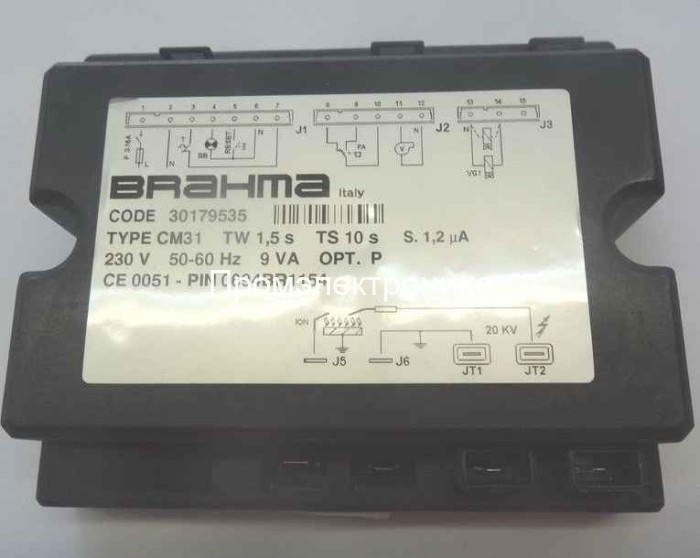 1 2 3 4 5 6 7 J1
8 9 10 11 12 J2
13 14 15 J3
L N SB RESET N
N PA V
N N
VG1
BRAHMA Italy
CODE 30179535
TYPE CM31 TW 1,5 s TS 10 s S. 1,2 µA
230 V 50-60 Hz 9 VA OPT. P
CE 0051 - PIN
Промэлектроника
ION
20 KV
J5 J6 JT1 JT2